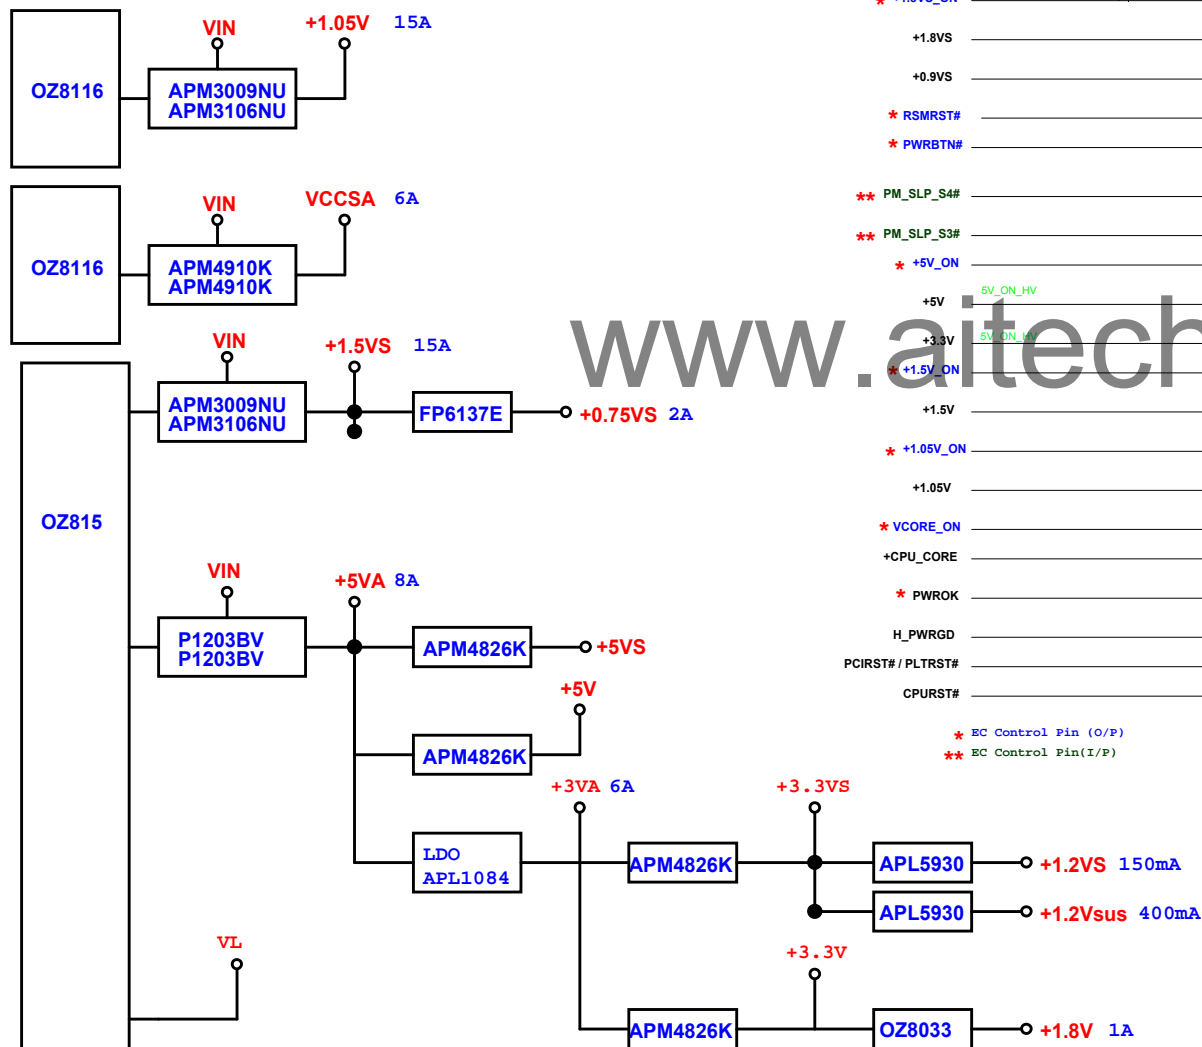 OZ8116
VIN
+1.05V 15A
APM3009NU
APM3106NU
OZ8116
VIN
VCCSA 6A
APM4910K
APM4910K
OZ815
VIN
+1.5VS 15A
APM3009NU
APM3106NU
FP6137E
+0.75VS 2A
VIN
+5VA 8A
P1203BV
P1203BV
APM4826K
+5VS
+5V
APM4826K
+3VA 6A
LDO
APL1084
+3.3VS
APM4826K
APL5930
+1.2VS 150mA
APL5930
+1.2Vsus 400mA
VL
+3.3V
APM4826K
OZ8033
+1.8V 1A
+1.8VS
+0.9VS
* RSMRST#
* PWRBTN#
** PM_SLP_S4#
** PM_SLP_S3#
* +5V_ON
+5V
5V_ON_HV
+3.3V
5V_ON_HV
* +1.5V_ON
+1.5V
* +1.05V_ON
+1.05V
* VCORE_ON
+CPU_CORE
* PWROK
H_PWRGD
PCIRST# / PLTRST#
CPURST#
* EC Control Pin (O/P)
** EC Control Pin(I/P)
www.aitech